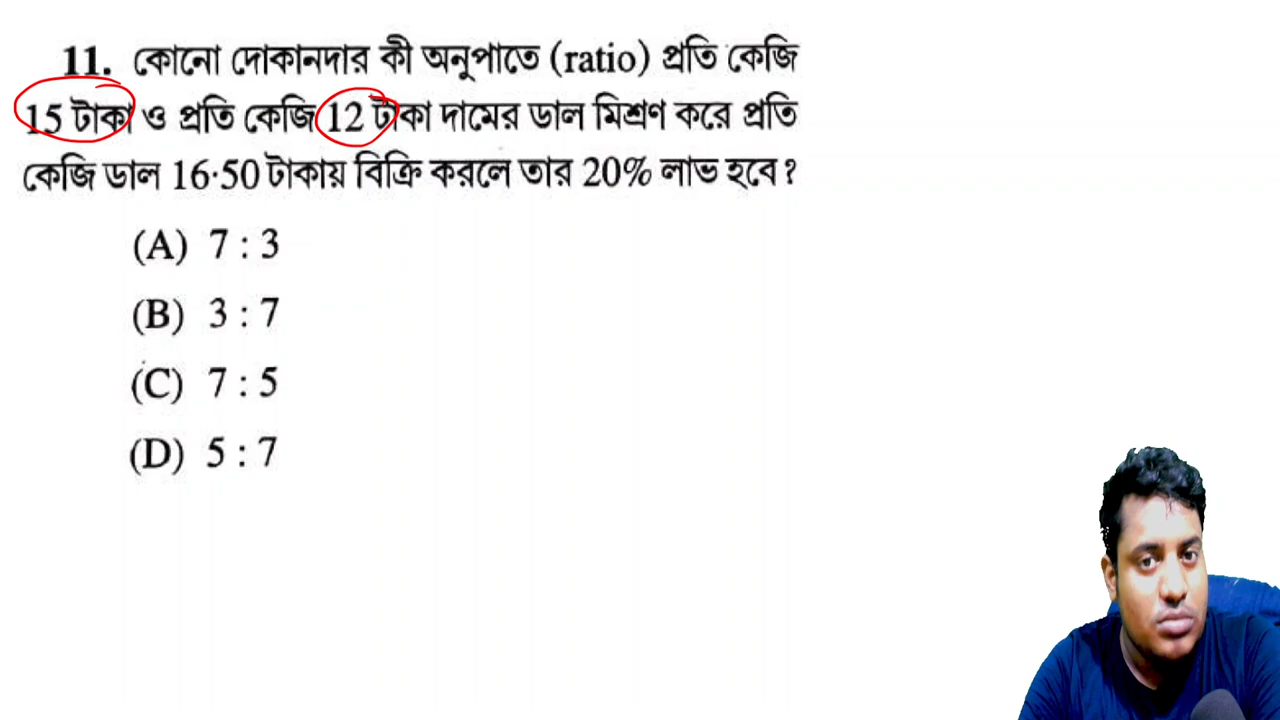 11. কোনো দোকানদার কী অনুপাতে (ratio) প্রতি কেজি
15 টাকা ও প্রতি কেজি 12 টাকা দামের ডাল মিশ্রণ করে প্রতি
কেজি ডাল 16·50 টাকায় বিক্রি করলে তার 20% লাভ হবে?
(A) 7 : 3
(B) 3 : 7
(C) 7 : 5
(D) 5 : 7